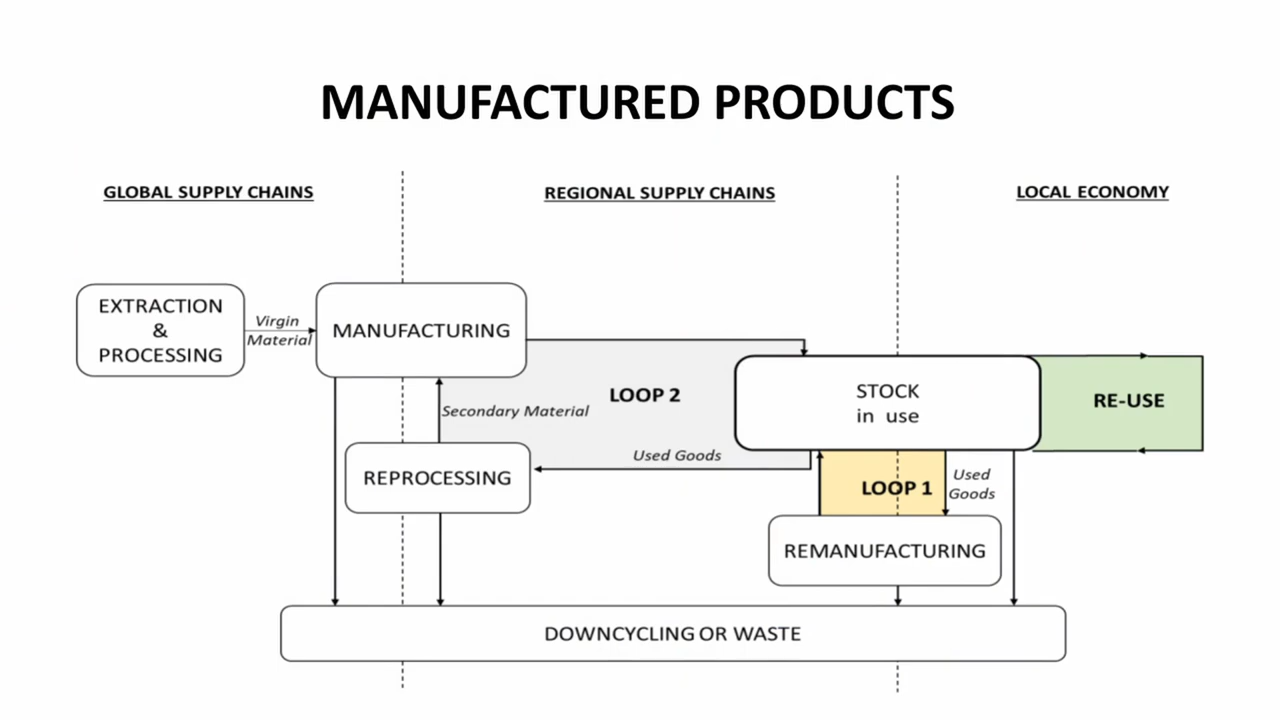 MANUFACTURED PRODUCTS
GLOBAL SUPPLY CHAINS
REGIONAL SUPPLY CHAINS
LOCAL ECONOMY
EXTRACTION
&
PROCESSING
Virgin
Material
MANUFACTURING
LOOP 2
Secondary Material
STOCK
in use
RE-USE
Used Goods
REPROCESSING
LOOP 1
Used
Goods
REMANUFACTURING
DOWNCYCLING OR WASTE